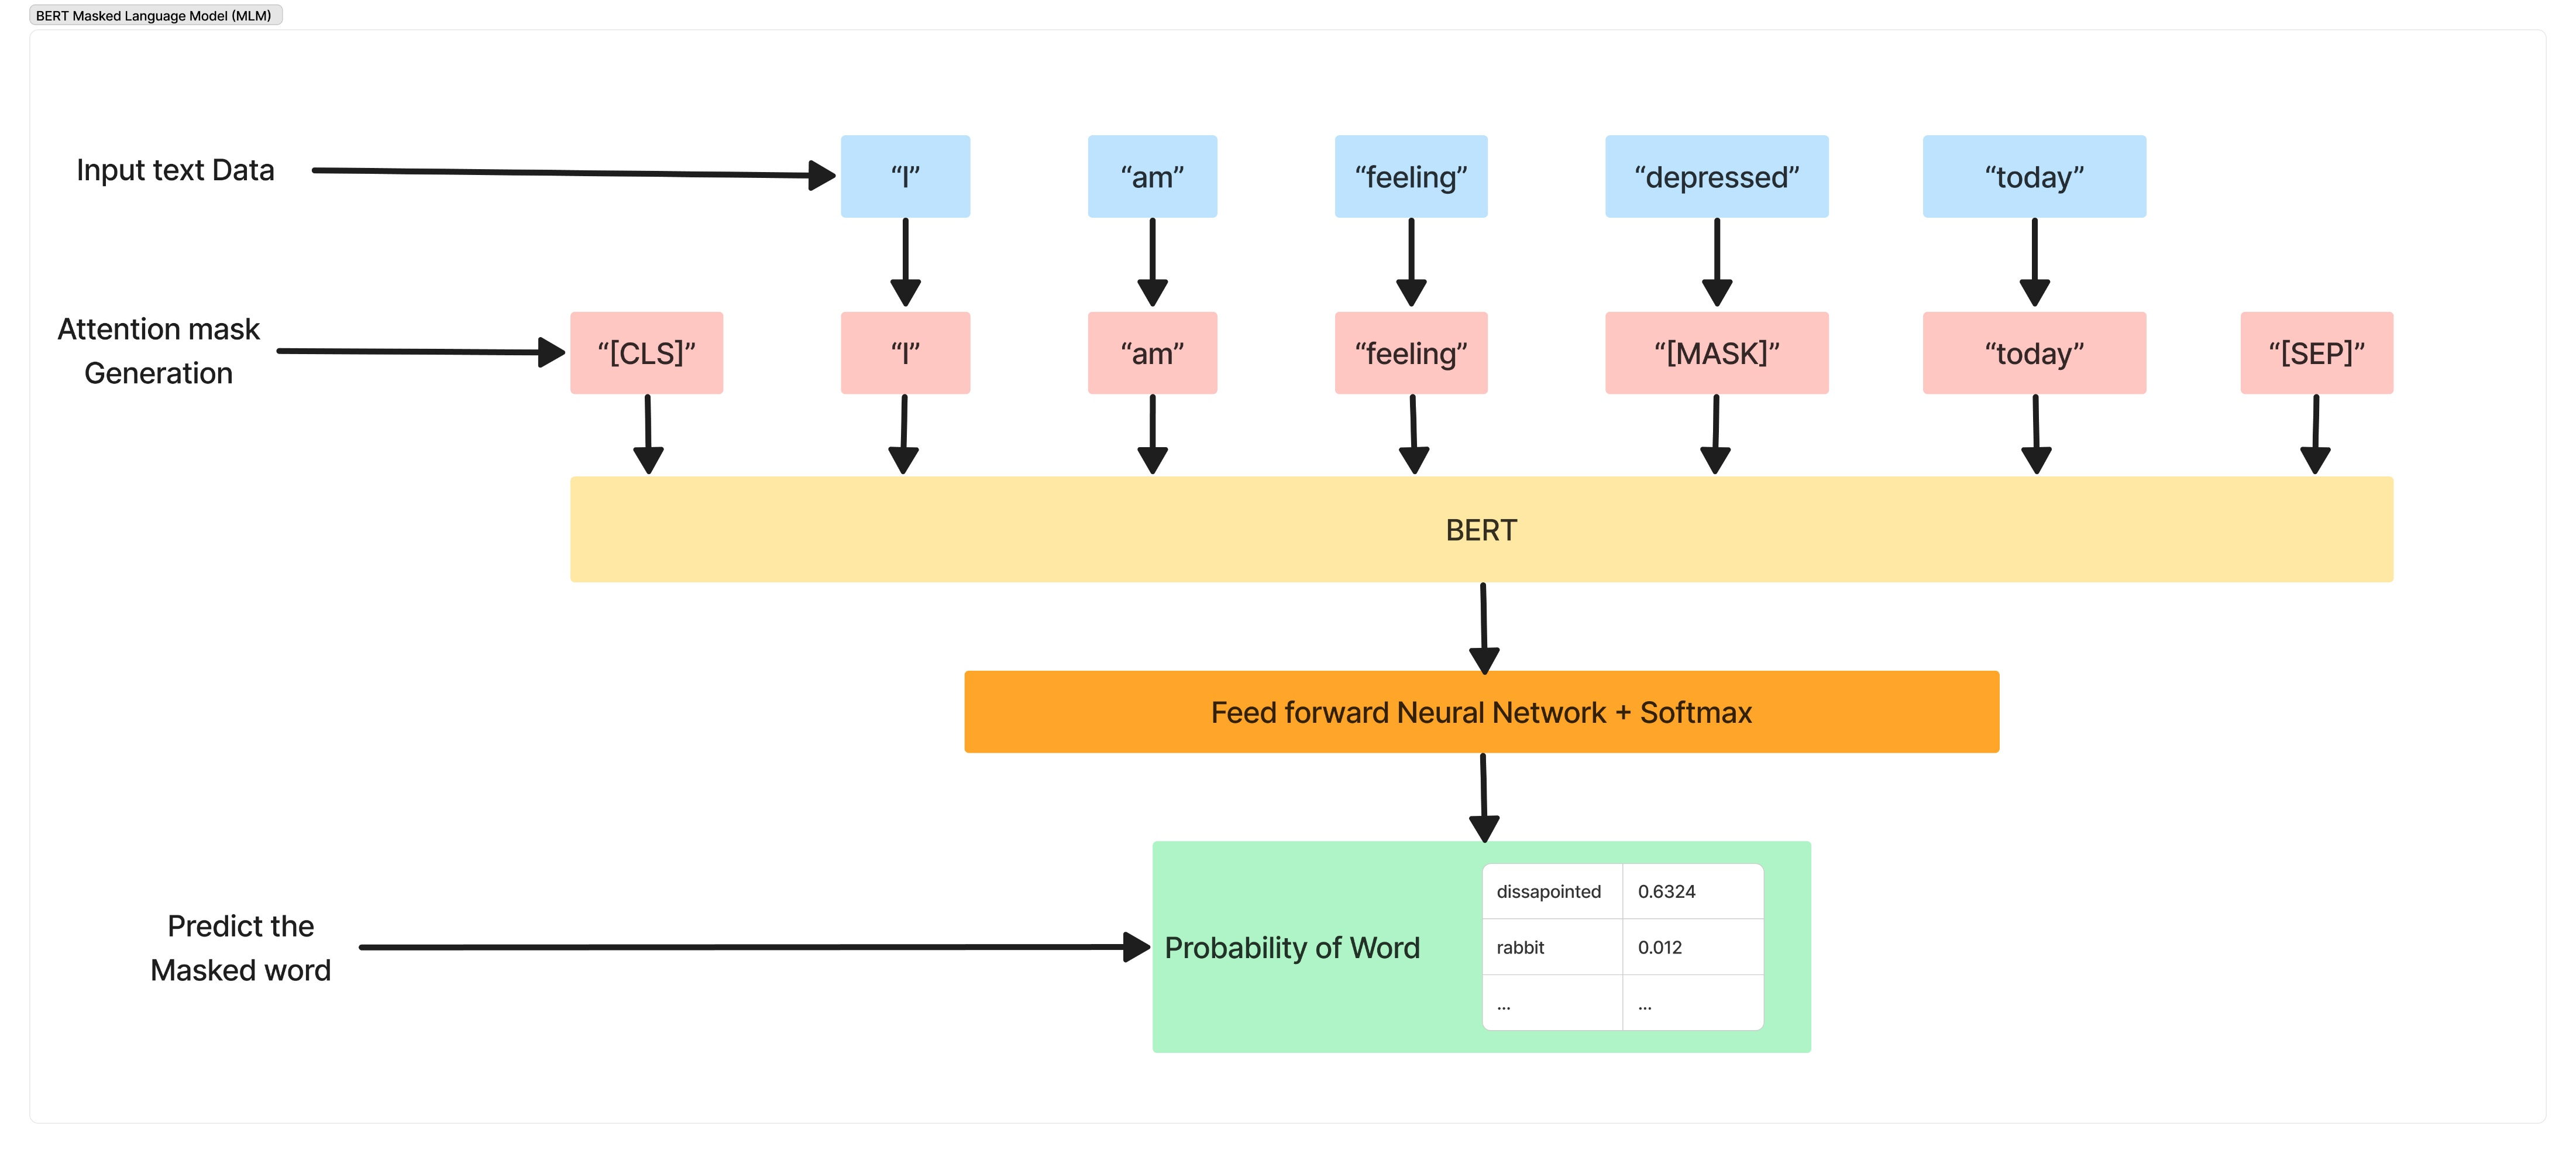 BERT Masked Language Model (MLM)
Input text Data
“I” “am” “feeling” “depressed” “today”
Attention mask
Generation
“[CLS]” “I” “am” “feeling” “[MASK]” “today” “[SEP]”
BERT
Feed forward Neural Network + Softmax
Predict the
Masked word
Probability of Word
dissapointed 0.6324
rabbit 0.012
... ...